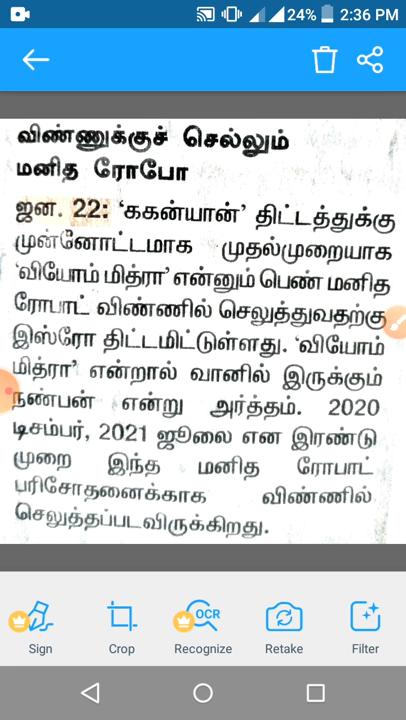 24% 2:36 PM
விண்ணுக்குச் செல்லும்
மனித ரோபோ
ஜன. 22: ‘ககன்யான்’ திட்டத்துக்கு
முன்னோட்டமாக முதல்முறையாக
‘வியோம் மித்ரா’ என்னும் பெண் மனித
ரோபாட் விண்ணில் செலுத்துவதற்கு
இஸ்ரோ திட்டமிட்டுள்ளது. ‘வியோம்
மித்ரா’ என்றால் வானில் இருக்கும்
நண்பன் என்று அர்த்தம். 2020
டிசம்பர், 2021 ஜூலை என இரண்டு
முறை இந்த மனித ரோபாட்
பரிசோதனைக்காக விண்ணில்
செலுத்தப்படவிருக்கிறது.
Sign Crop OCR Recognize Retake Filter